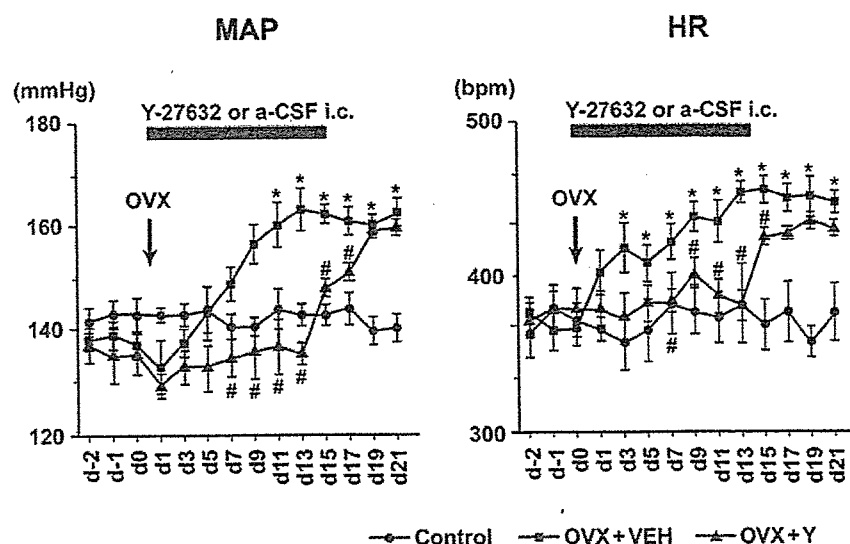 MAP
HR
(mmHg)
(bpm)
Y-27632 or a-CSF i.c.
Y-27632 or a-CSF i.c.
180
160
140
120
500
400
300
OVX
OVX
* * * * * *
# # # # # #
* * * * * * * * * *
# # # # #
d-2 d-1 d0 d1 d3 d5 d7 d9 d11 d13 d15 d17 d19 d21
d-2 d-1 d0 d1 d3 d5 d7 d9 d11 d13 d15 d17 d19 d21
Control OVX+VEH OVX+Y